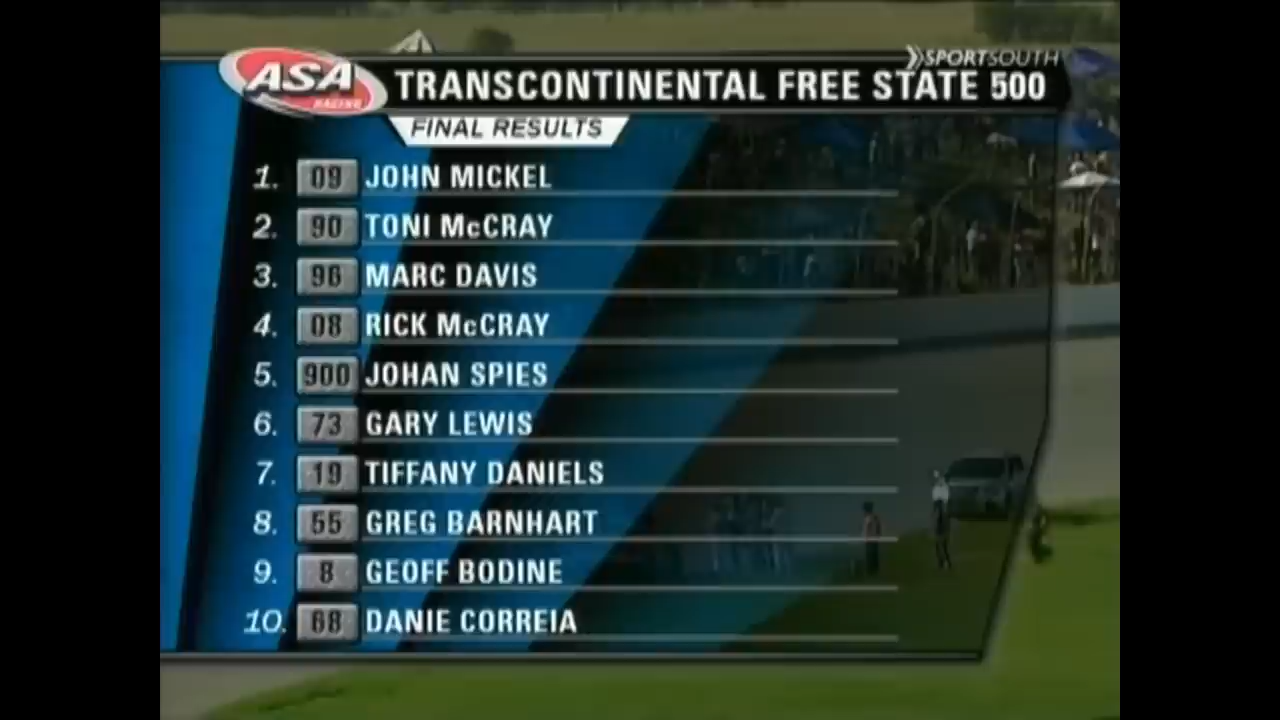 SPORTSOUTH
ASA RACING
TRANSCONTINENTAL FREE STATE 500
FINAL RESULTS
1. 09 JOHN MICKEL
2. 90 TONI McCRAY
3. 96 MARC DAVIS
4. 08 RICK McCRAY
5. 900 JOHAN SPIES
6. 73 GARY LEWIS
7. 19 TIFFANY DANIELS
8. 55 GREG BARNHART
9. 8 GEOFF BODINE
10. 68 DANIE CORREIA